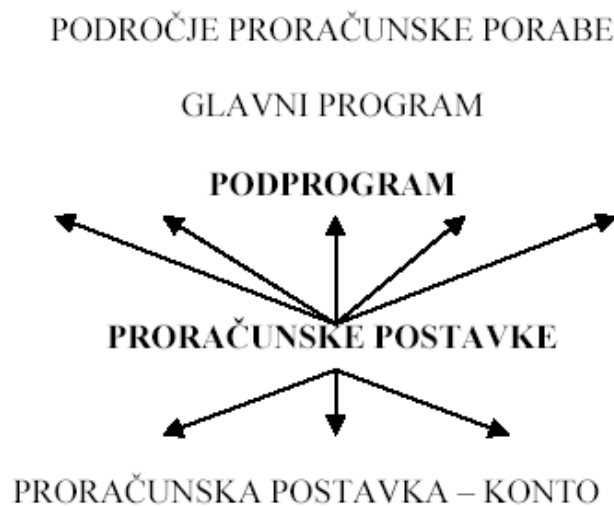 PODROČJE PRORAČUNSKE PORABE
GLAVNI PROGRAM
PODPROGRAM
PRORAČUNSKE POSTAVKE
PRORAČUNSKA POSTAVKA – KONTO